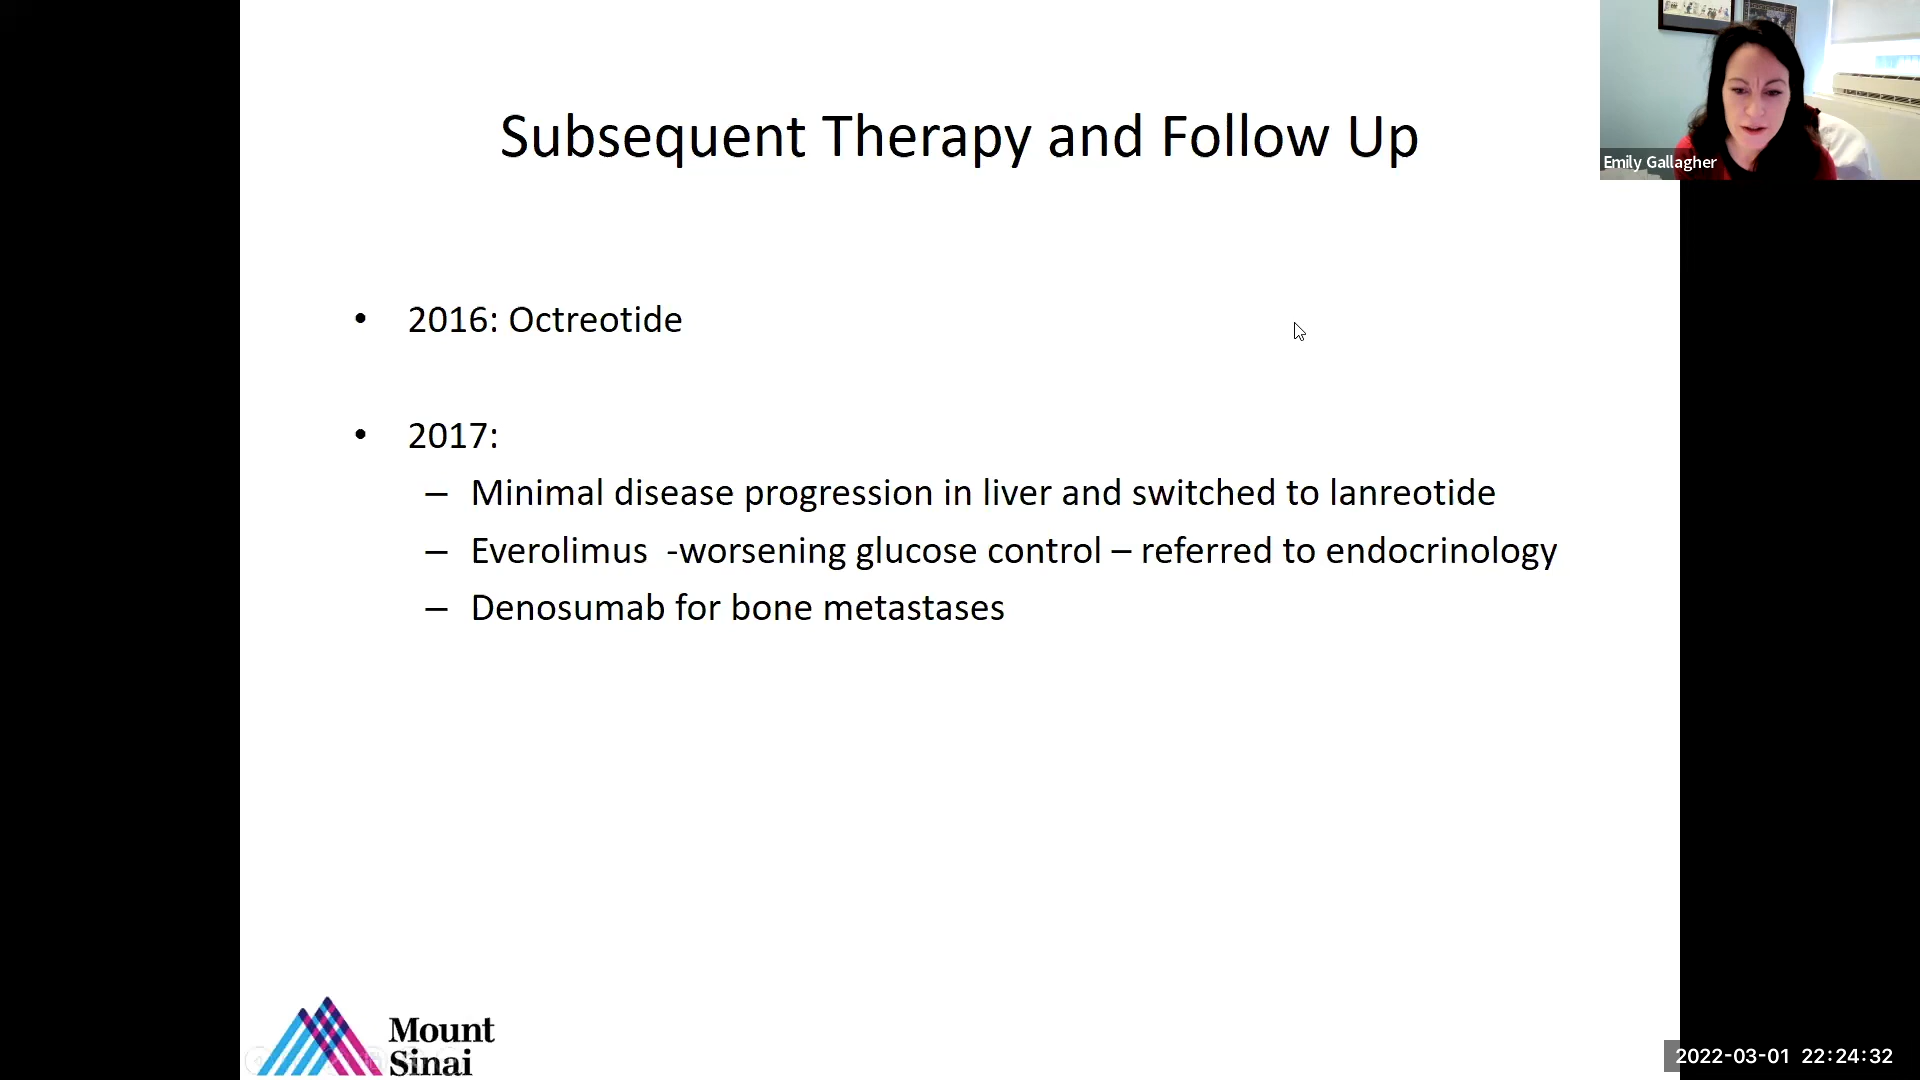 Subsequent Therapy and Follow Up
Emily Gallagher
• 2016: Octreotide
• 2017:
– Minimal disease progression in liver and switched to lanreotide
– Everolimus -worsening glucose control – referred to endocrinology
– Denosumab for bone metastases
Mount
Sinai
2022-03-01 22:24:32